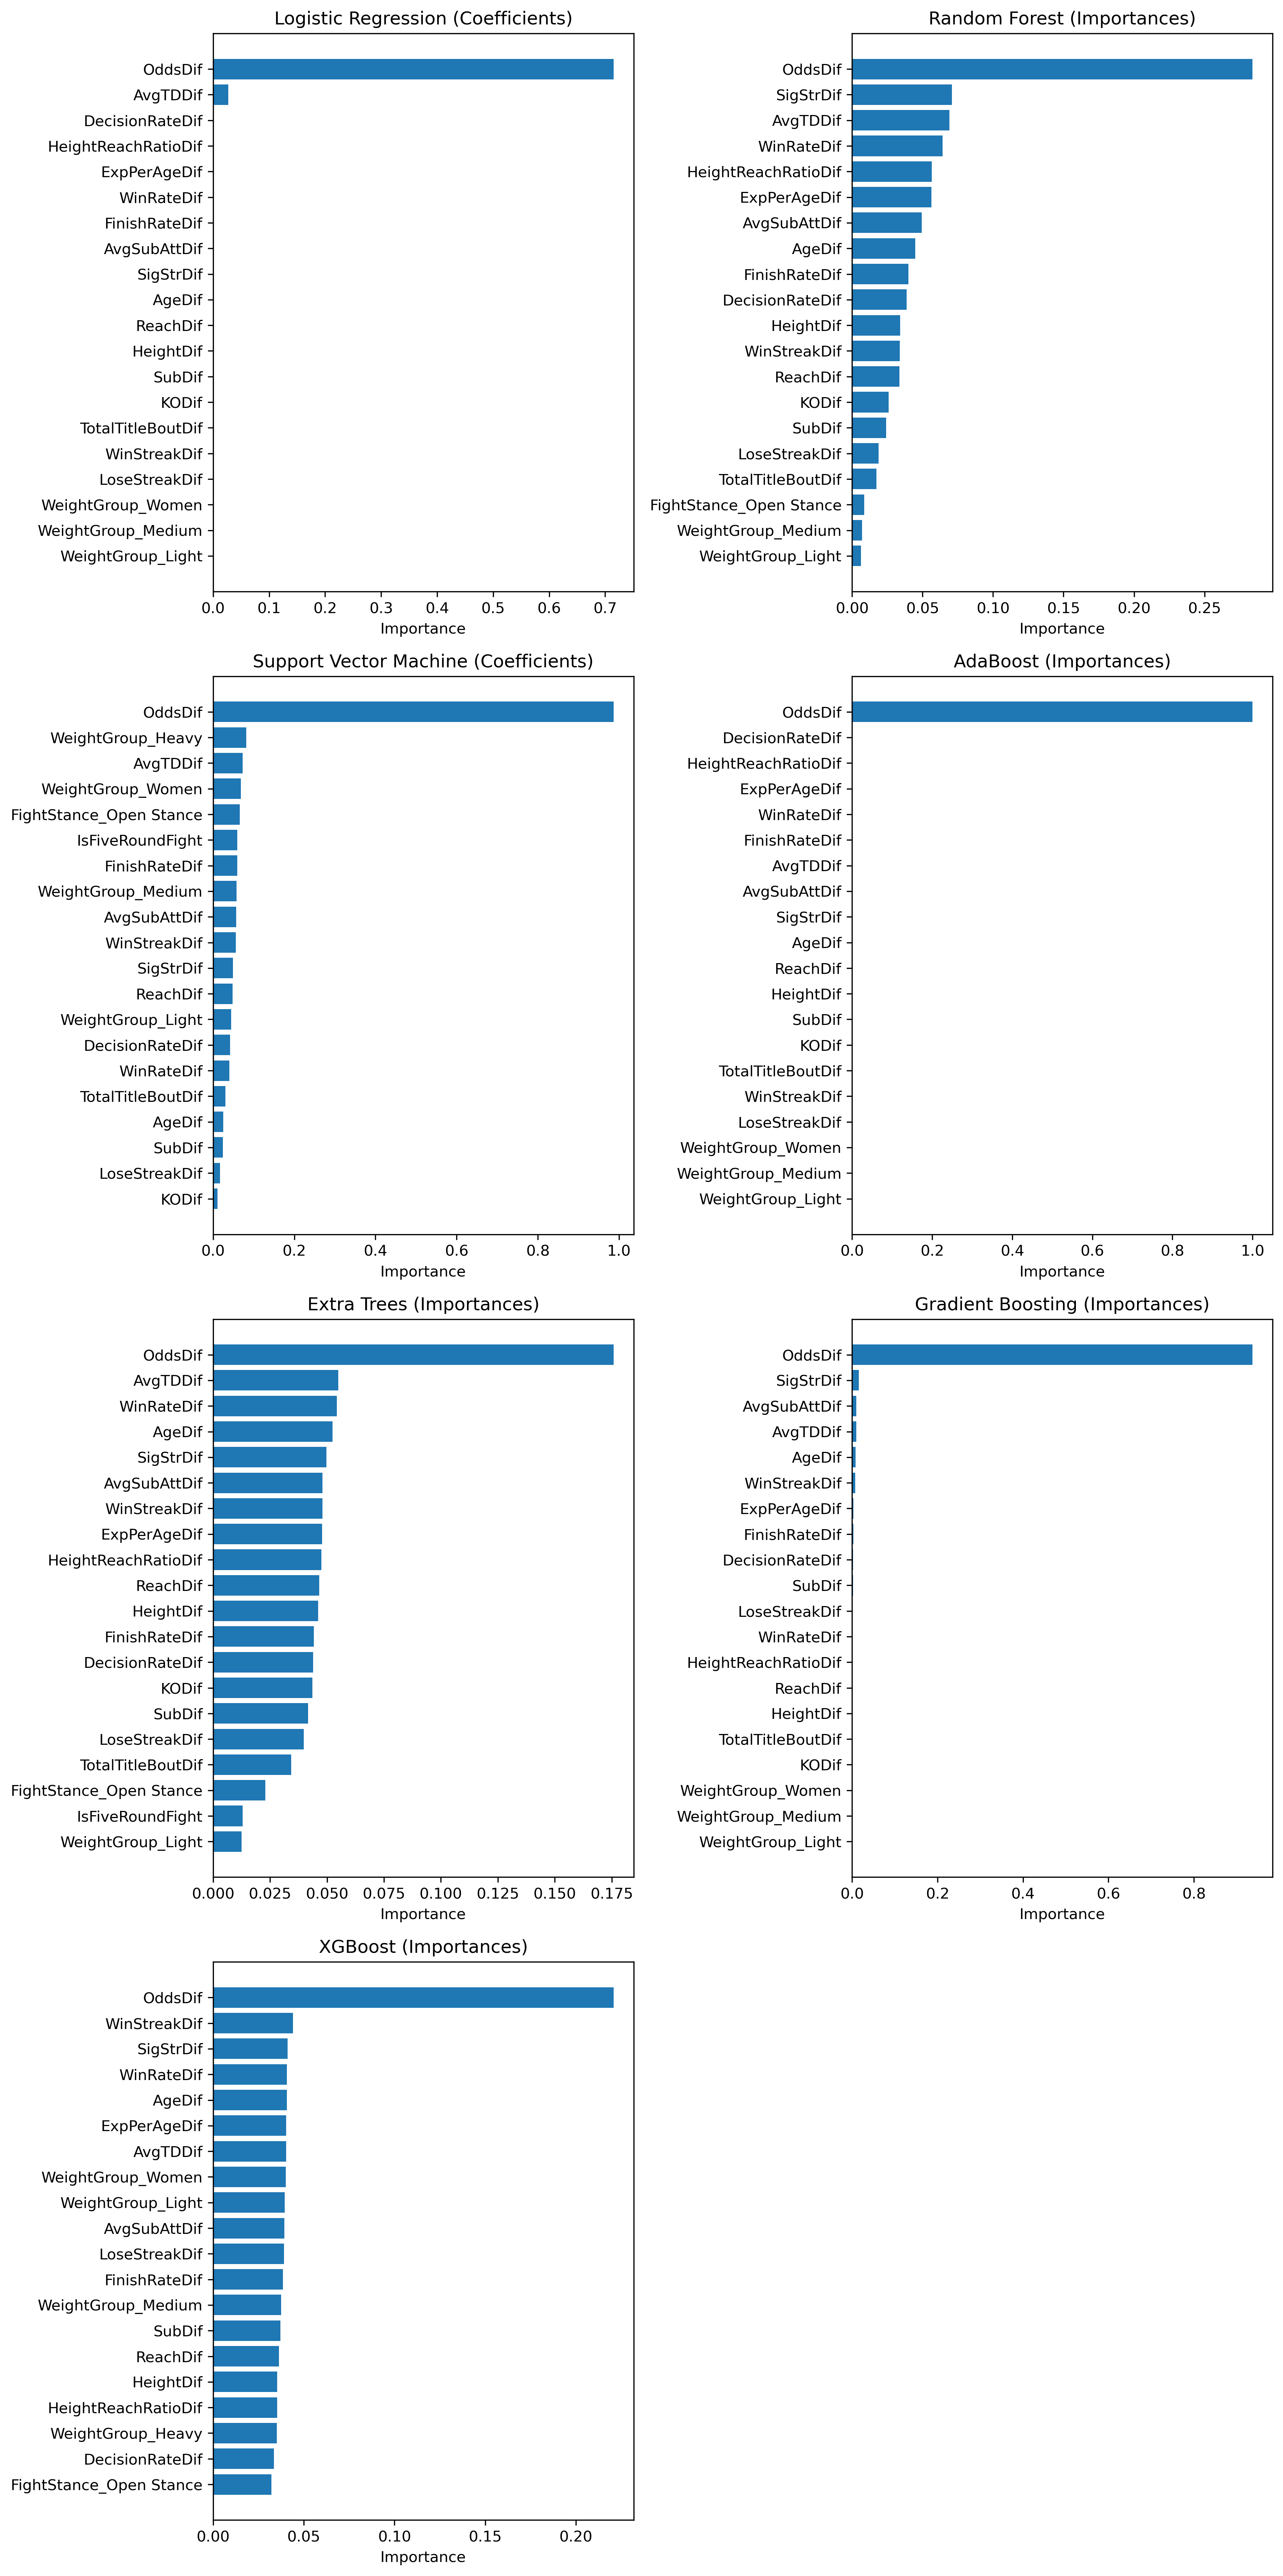 Logistic Regression (Coefficients)
OddsDif
AvgTDDif
DecisionRateDif
HeightReachRatioDif
ExpPerAgeDif
WinRateDif
FinishRateDif
AvgSubAttDif
SigStrDif
AgeDif
ReachDif
HeightDif
SubDif
KODif
TotalTitleBoutDif
WinStreakDif
LoseStreakDif
WeightGroup_Women
WeightGroup_Medium
WeightGroup_Light
0.0 0.1 0.2 0.3 0.4 0.5 0.6 0.7
Importance
Random Forest (Importances)
OddsDif
SigStrDif
AvgTDDif
WinRateDif
HeightReachRatioDif
ExpPerAgeDif
AvgSubAttDif
AgeDif
FinishRateDif
DecisionRateDif
HeightDif
WinStreakDif
ReachDif
KODif
SubDif
LoseStreakDif
TotalTitleBoutDif
FightStance_Open Stance
WeightGroup_Medium
WeightGroup_Light
0.00 0.05 0.10 0.15 0.20 0.25
Importance
Support Vector Machine (Coefficients)
OddsDif
WeightGroup_Heavy
AvgTDDif
WeightGroup_Women
FightStance_Open Stance
IsFiveRoundFight
FinishRateDif
WeightGroup_Medium
AvgSubAttDif
WinStreakDif
SigStrDif
ReachDif
WeightGroup_Light
DecisionRateDif
WinRateDif
TotalTitleBoutDif
AgeDif
SubDif
LoseStreakDif
KODif
0.0 0.2 0.4 0.6 0.8 1.0
Importance
AdaBoost (Importances)
OddsDif
DecisionRateDif
HeightReachRatioDif
ExpPerAgeDif
WinRateDif
FinishRateDif
AvgTDDif
AvgSubAttDif
SigStrDif
AgeDif
ReachDif
HeightDif
SubDif
KODif
TotalTitleBoutDif
WinStreakDif
LoseStreakDif
WeightGroup_Women
WeightGroup_Medium
WeightGroup_Light
0.0 0.2 0.4 0.6 0.8 1.0
Importance
Extra Trees (Importances)
OddsDif
AvgTDDif
WinRateDif
AgeDif
SigStrDif
AvgSubAttDif
WinStreakDif
ExpPerAgeDif
HeightReachRatioDif
ReachDif
HeightDif
FinishRateDif
DecisionRateDif
KODif
SubDif
LoseStreakDif
TotalTitleBoutDif
FightStance_Open Stance
IsFiveRoundFight
WeightGroup_Light
0.000 0.025 0.050 0.075 0.100 0.125 0.150 0.175
Importance
Gradient Boosting (Importances)
OddsDif
SigStrDif
AvgSubAttDif
AvgTDDif
AgeDif
WinStreakDif
ExpPerAgeDif
FinishRateDif
DecisionRateDif
SubDif
LoseStreakDif
WinRateDif
HeightReachRatioDif
ReachDif
HeightDif
TotalTitleBoutDif
KODif
WeightGroup_Women
WeightGroup_Medium
WeightGroup_Light
0.0 0.2 0.4 0.6 0.8
Importance
XGBoost (Importances)
OddsDif
WinStreakDif
SigStrDif
WinRateDif
AgeDif
ExpPerAgeDif
AvgTDDif
WeightGroup_Women
WeightGroup_Light
AvgSubAttDif
LoseStreakDif
FinishRateDif
WeightGroup_Medium
SubDif
ReachDif
HeightDif
HeightReachRatioDif
WeightGroup_Heavy
DecisionRateDif
FightStance_Open Stance
0.00 0.05 0.10 0.15 0.20
Importance